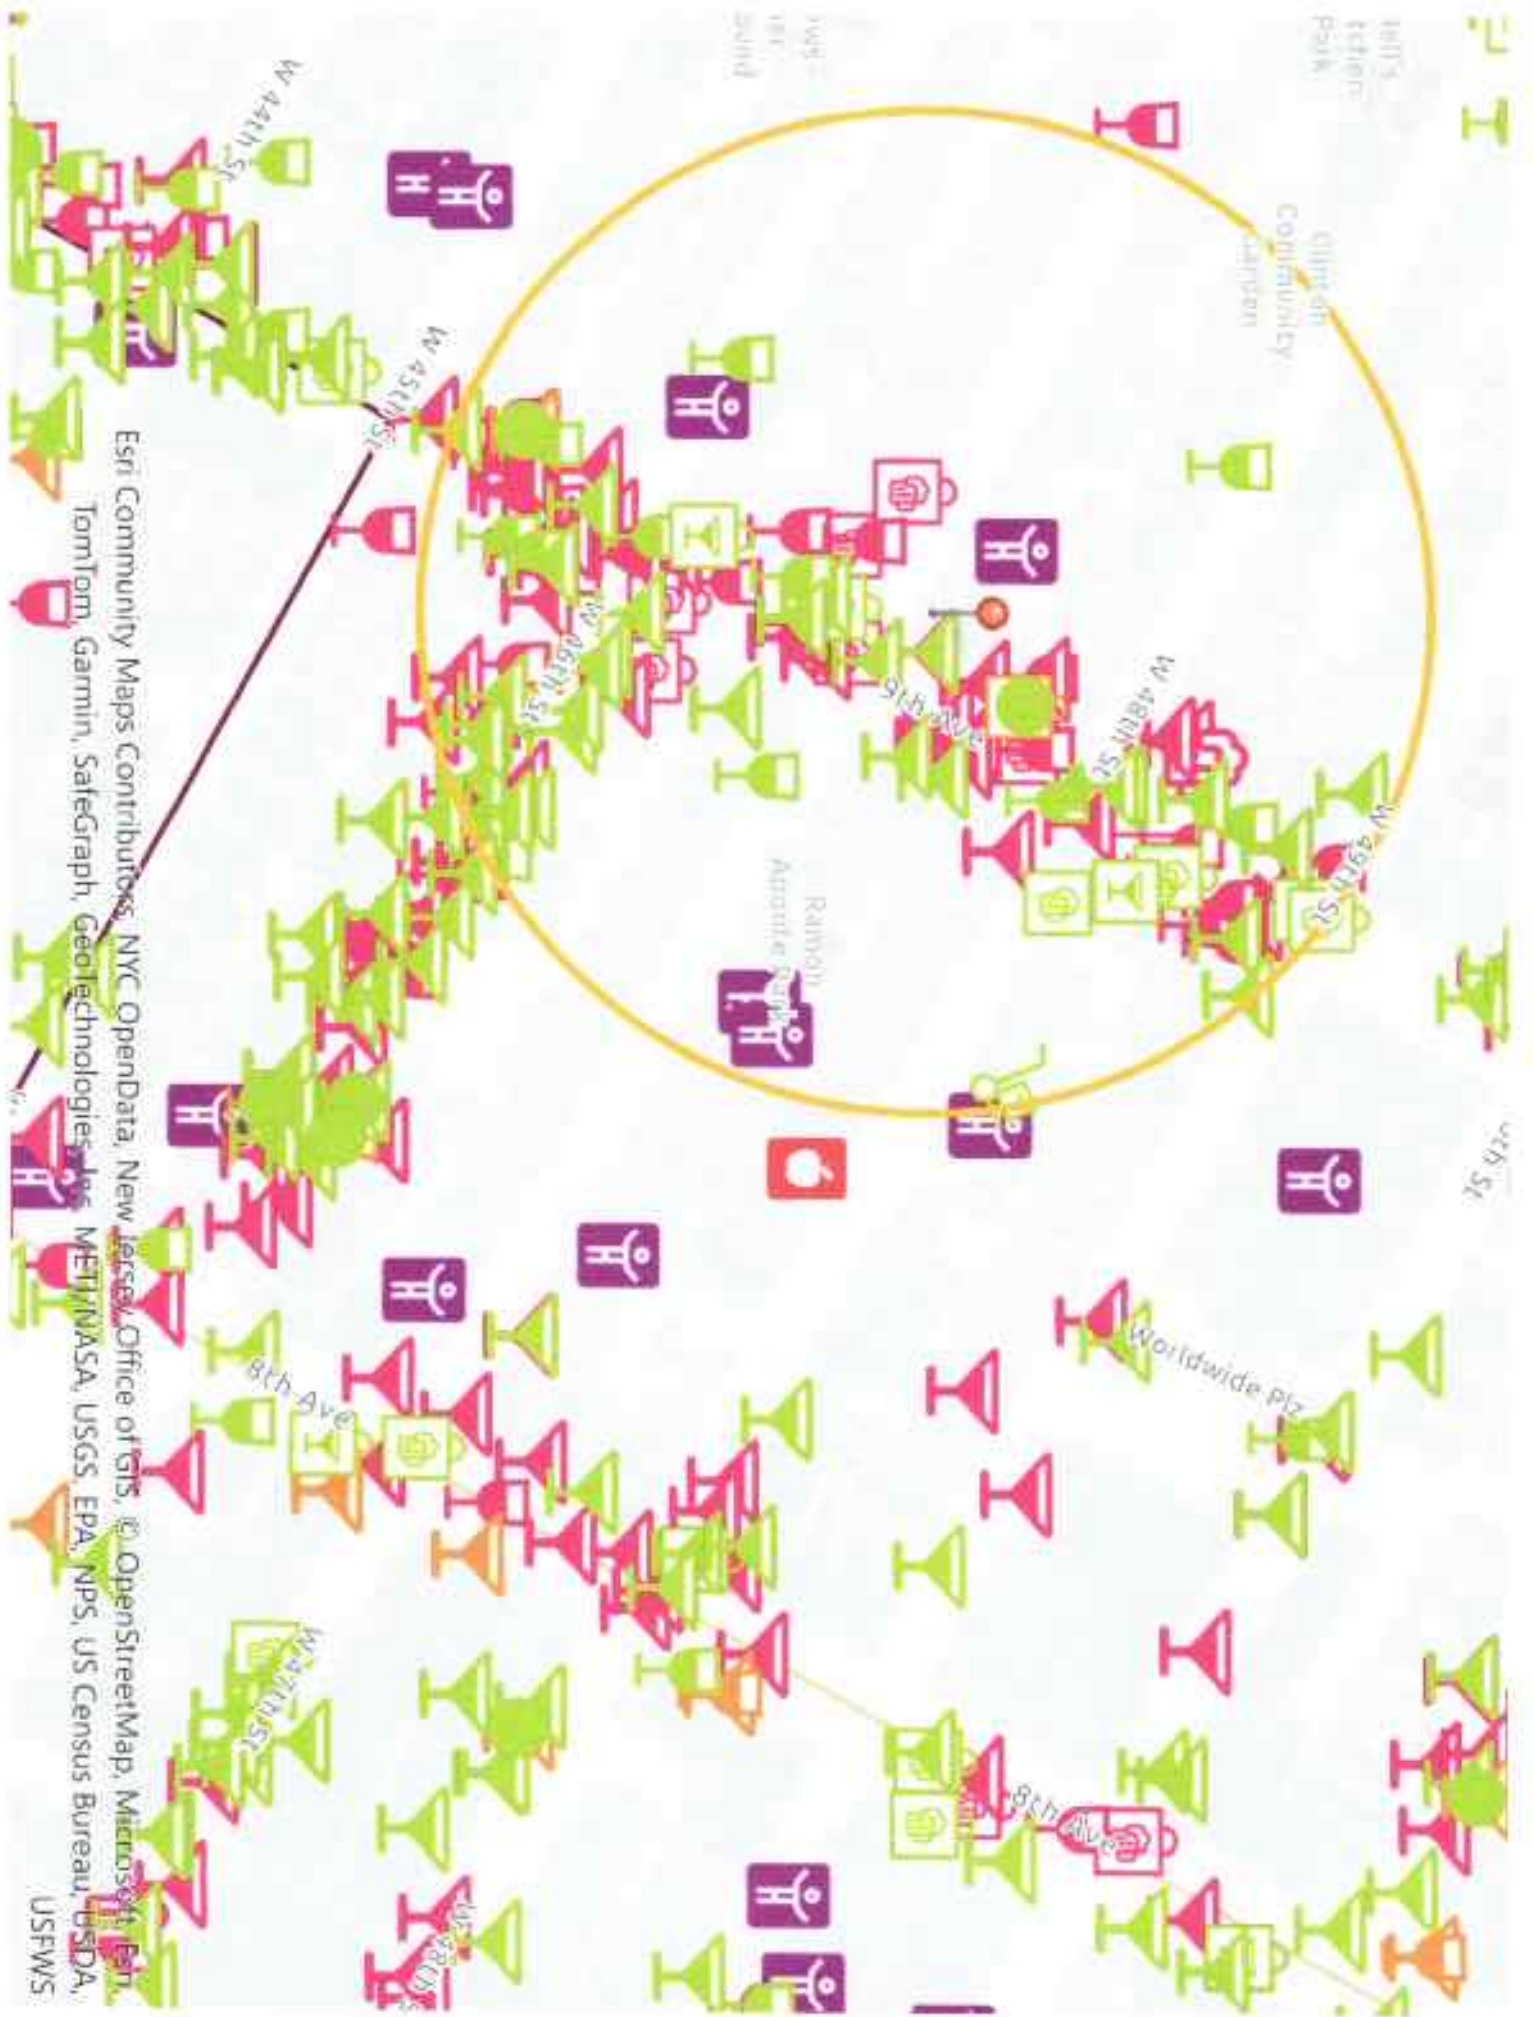 W 44th St
W 45th St
W 46th St
9th Ave
W 48th St
W 49th St
Clinton
Community
Garden
Park
Ramon
Aponte Park
Worldwide Plz
8th Ave
8th Ave
W 47th St
Esri Community Maps Contributors, NYC OpenData, New Jersey Office of GIS, © OpenStreetMap, Microsoft, Esri,
TomTom, Garmin, SafeGraph, GeoTechnologies, Inc, METI/NASA, USGS, EPA, NPS, US Census Bureau, USDA,
USFWS